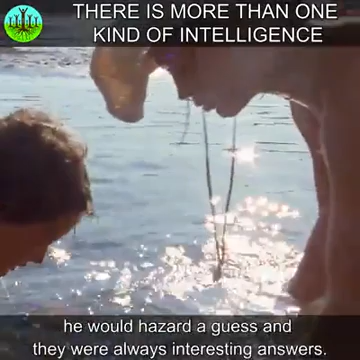 THERE IS MORE THAN ONE
KIND OF INTELLIGENCE
he would hazard a guess and
they were always interesting answers.